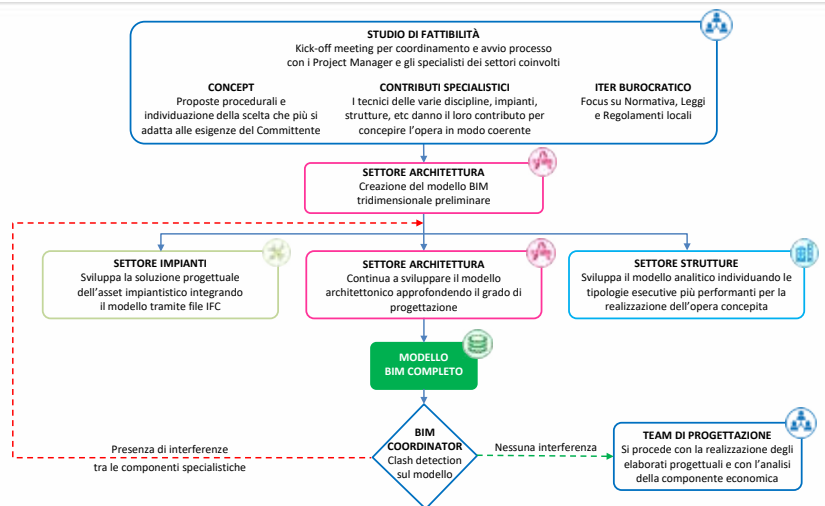 STUDIO DI FATTIBILITÀ
Kick-off meeting per coordinamento e avvio processo
con i Project Manager e gli specialisti dei settori coinvolti
CONCEPT
Proposte procedurali e
individuazione della scelta che più si
adatta alle esigenze del Committente
CONTRIBUTI SPECIALISTICI
I tecnici delle varie discipline, impianti,
strutture, etc danno il loro contributo per
concepire l'opera in modo coerente
ITER BUROCRATICO
Focus su Normativa, Leggi
e Regolamenti locali
SETTORE ARCHITETTURA
Creazione del modello BIM
tridimensionale preliminare
SETTORE IMPIANTI
Sviluppa la soluzione progettuale
dell'asset impiantistico integrando
il modello tramite file IFC
SETTORE ARCHITETTURA
Continua a sviluppare il modello
architettonico approfondendo il grado di
progettazione
SETTORE STRUTTURE
Sviluppa il modello analitico individuando le
tipologie esecutive più performanti per la
realizzazione dell'opera concepita
MODELLO
BIM COMPLETO
BIM
COORDINATOR
Clash detection
sul modello
Presenza di interferenze
tra le componenti specialistiche
Nessuna interferenza
TEAM DI PROGETTAZIONE
Si procede con la realizzazione degli
elaborati progettuali e con l'analisi
della componente economica